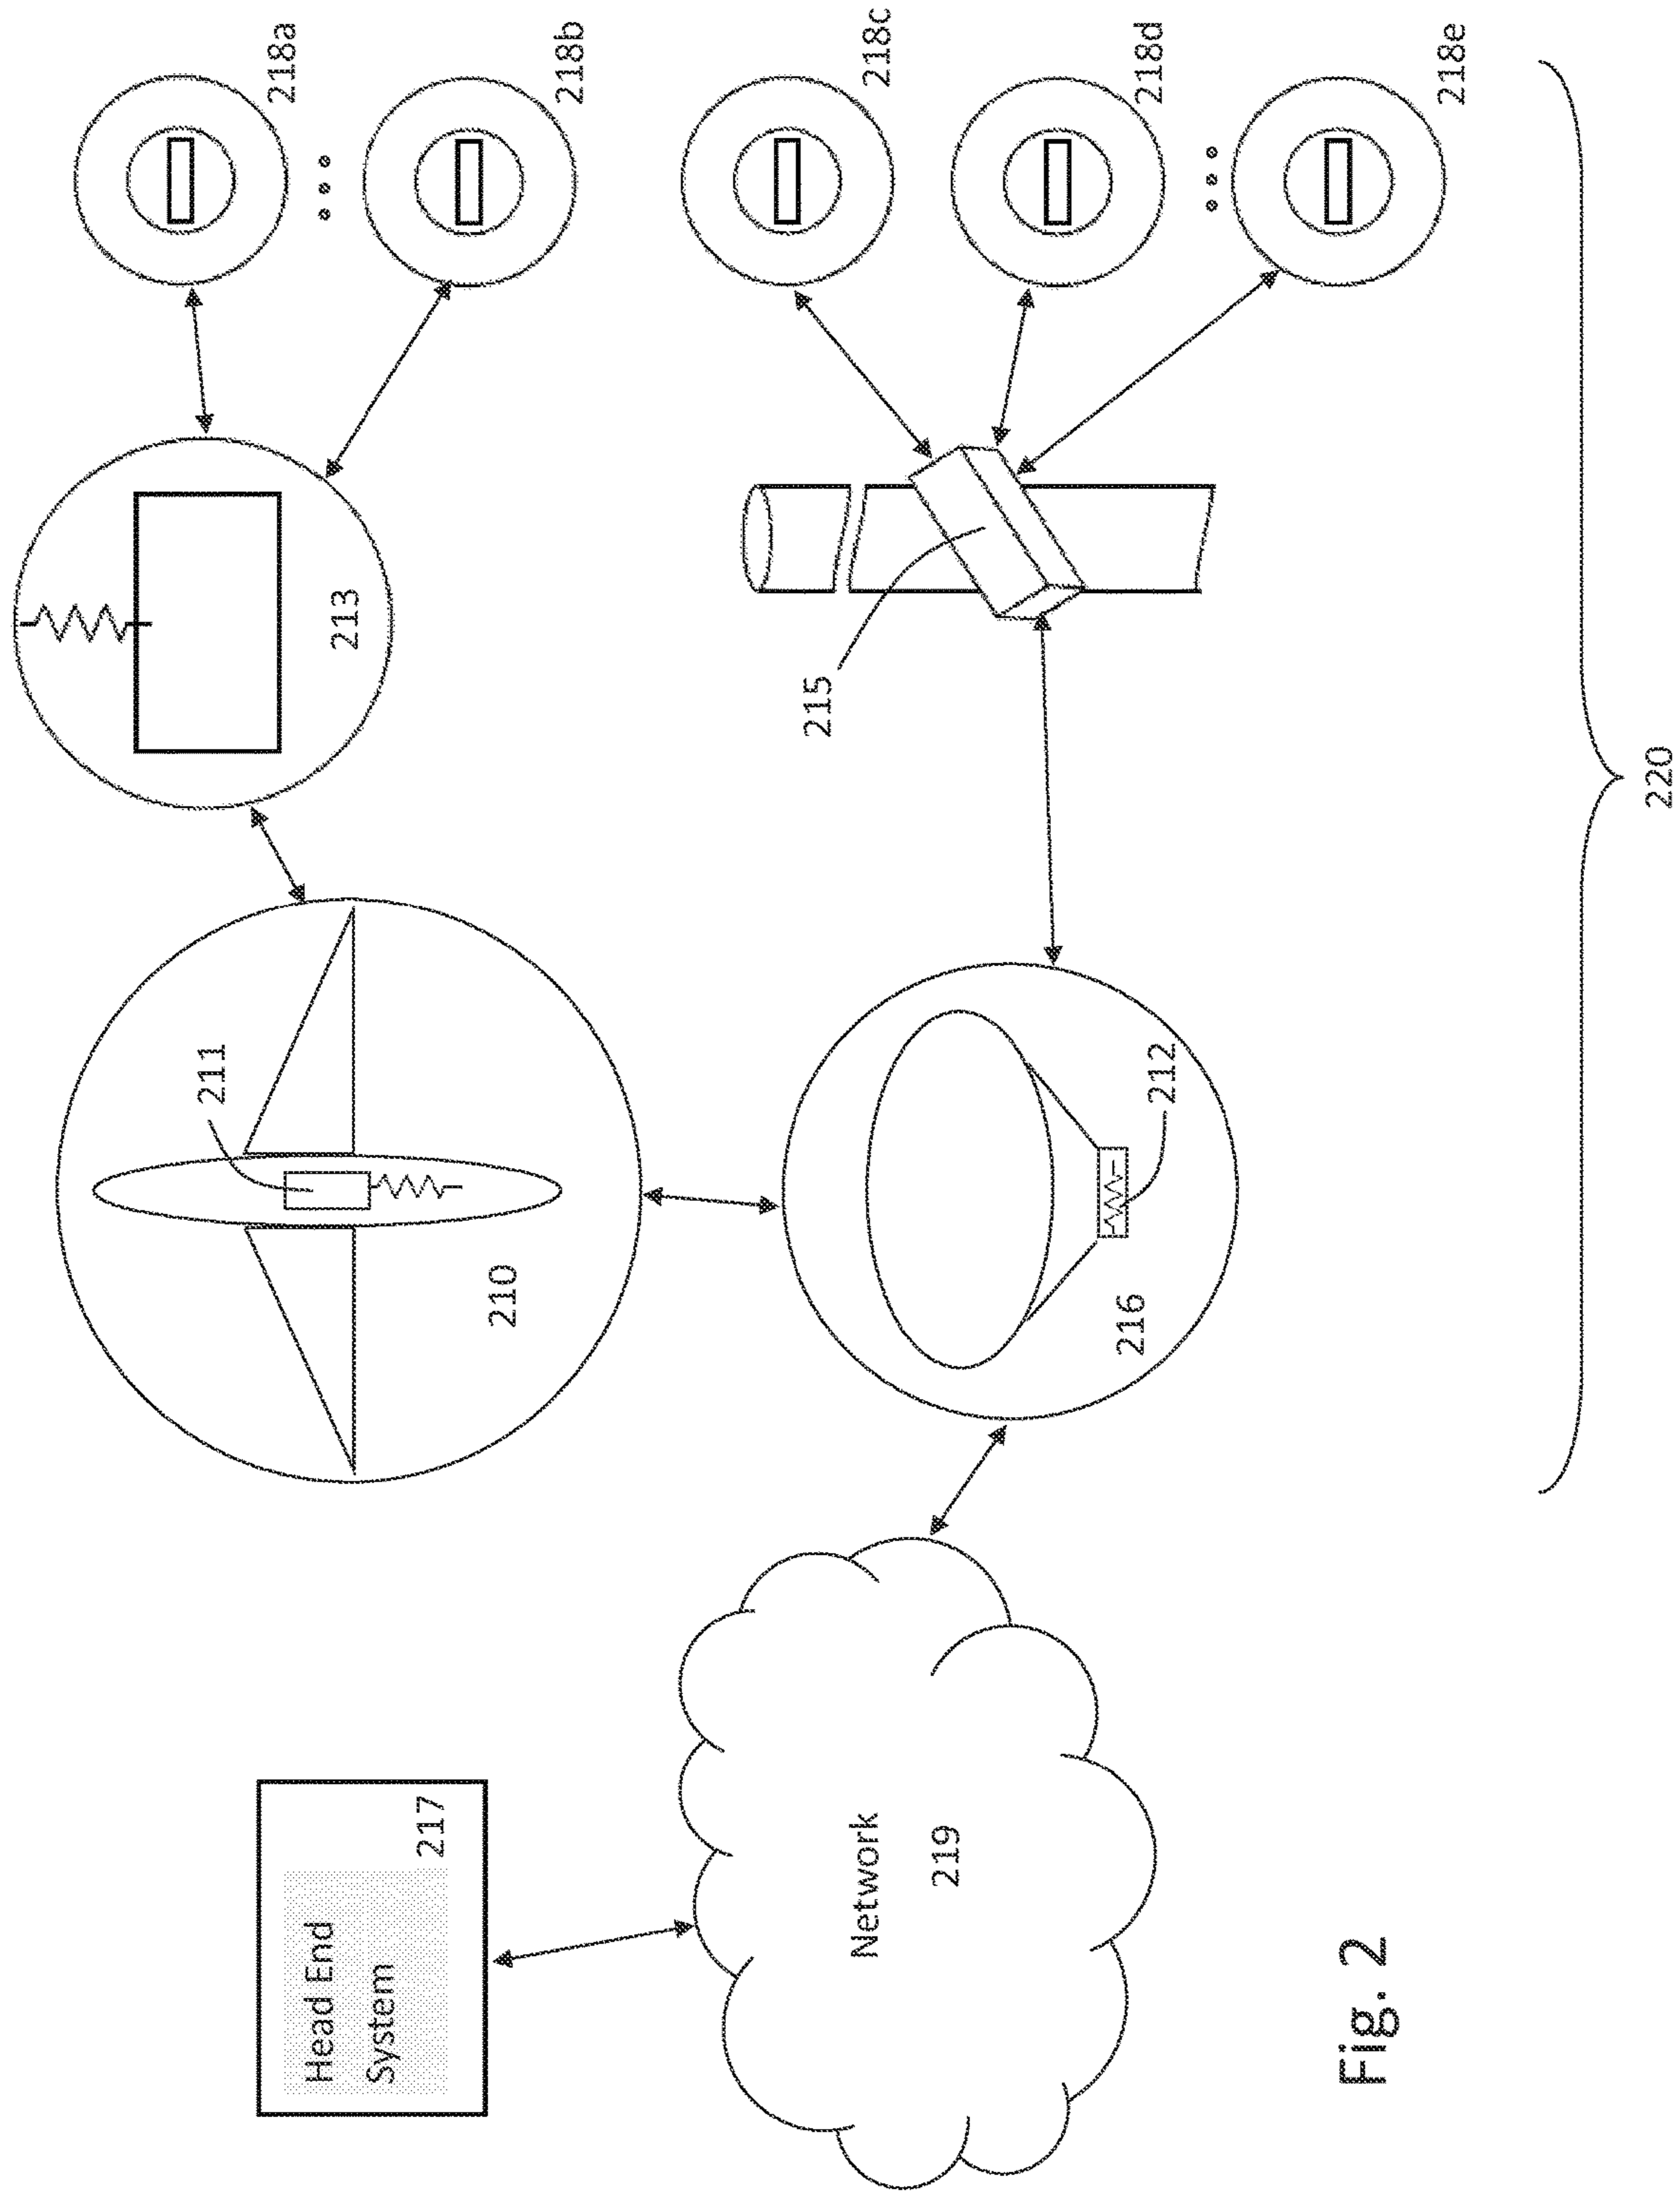 Head End
System
217
Network
219
210
211
216
212
213
215
218a
218b
218c
218d
218e
220
Fig. 2